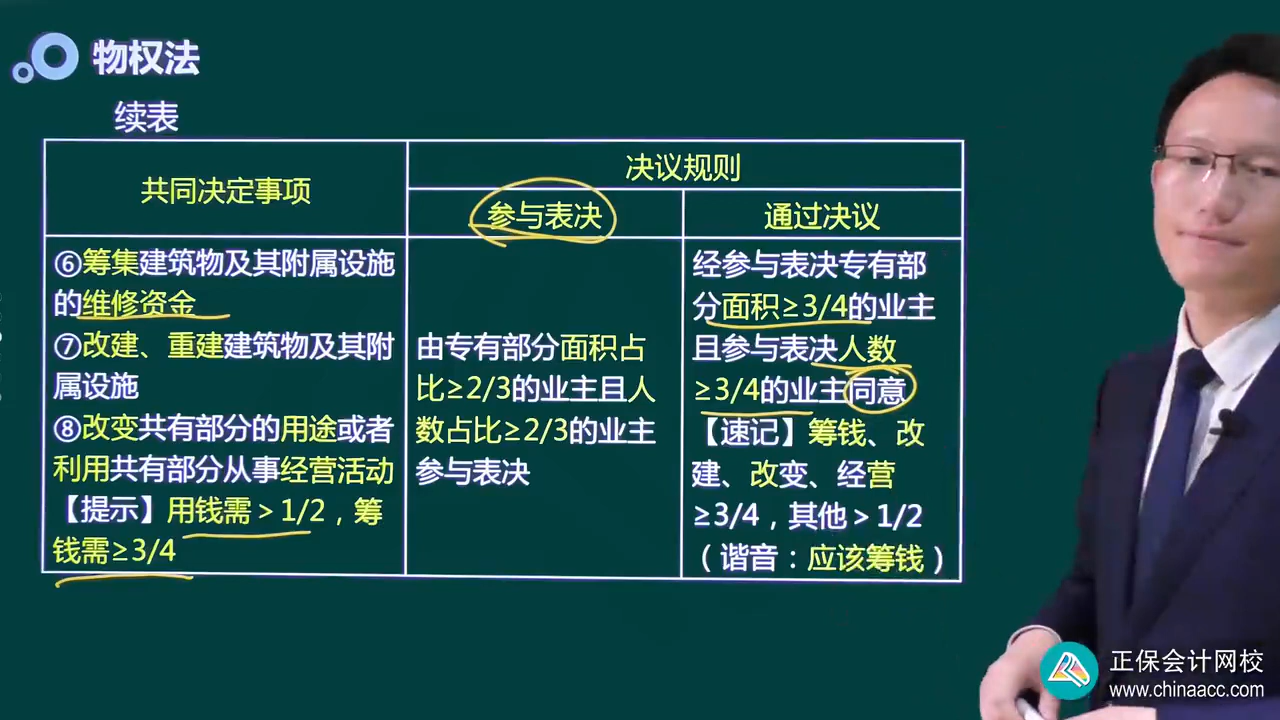 物权法
续表
共同决定事项
决议规则
参与表决
通过决议
⑥筹集建筑物及其附属设施
的维修资金
⑦改建、重建建筑物及其附
属设施
⑧改变共有部分的用途或者
利用共有部分从事经营活动
【提示】用钱需＞1/2，筹
钱需≥3/4
由专有部分面积占
比≥2/3的业主且人
数占比≥2/3的业主
参与表决
经参与表决专有部
分面积≥3/4的业主
且参与表决人数
≥3/4的业主同意
【速记】筹钱、改
建、改变、经营
≥3/4，其他＞1/2
（谐音：应该筹钱）
正保会计网校
www.chinaacc.com